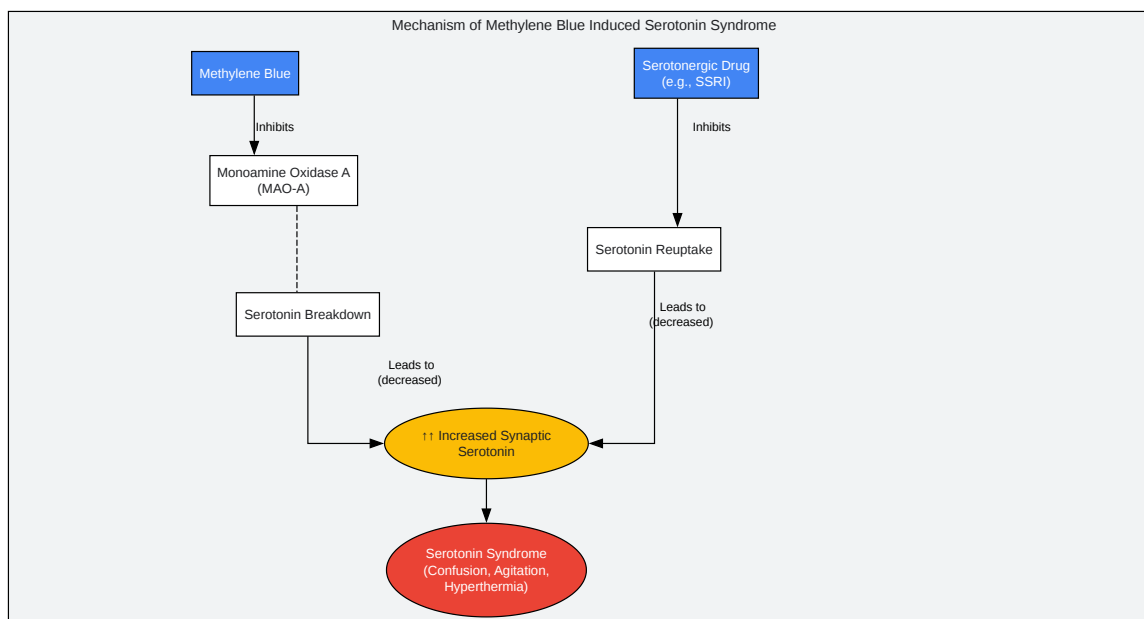 Mechanism of Methylene Blue Induced Serotonin Syndrome
Methylene Blue
Serotonergic Drug
(e.g., SSRI)
Inhibits
Inhibits
Monoamine Oxidase A
(MAO-A)
Serotonin Reuptake
Serotonin Breakdown
Leads to
(decreased)
Leads to
(decreased)
↑↑ Increased Synaptic
Serotonin
Serotonin Syndrome
(Confusion, Agitation,
Hyperthermia)